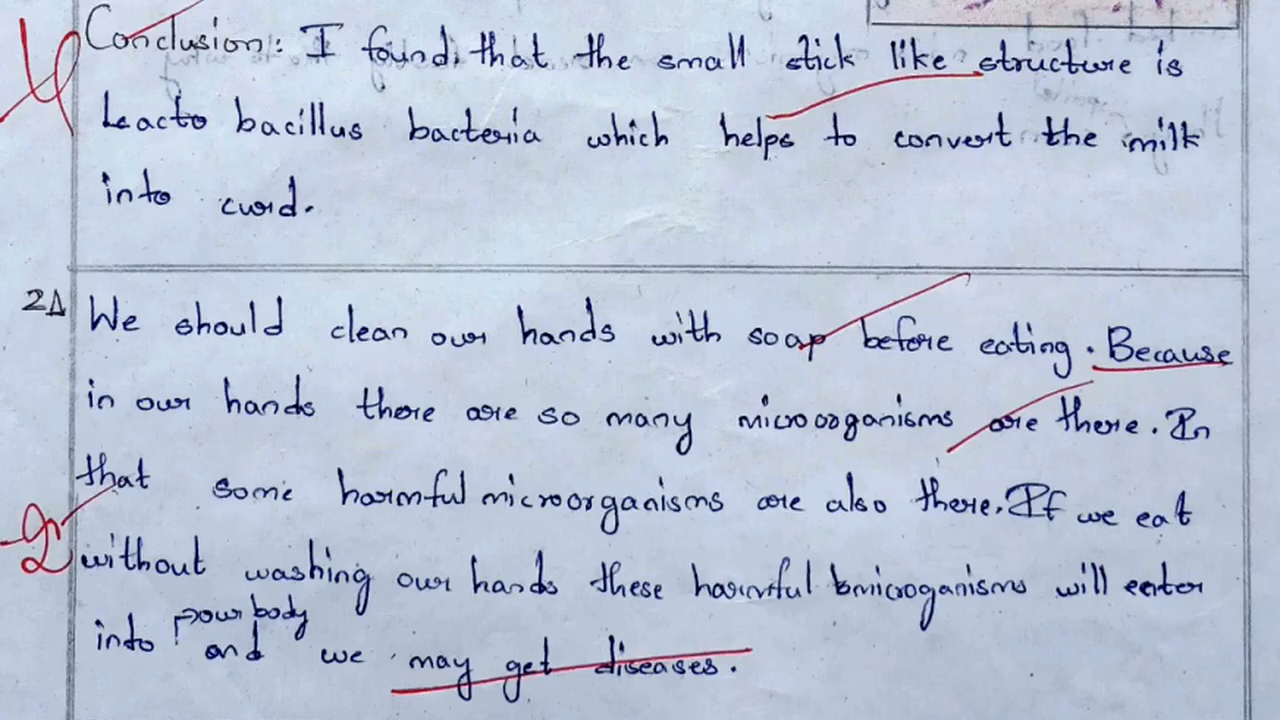 Conclusion: I found that the small stick like structure is
Lacto bacillus bacteria which helps to convert the milk
into curd.
2A We should clean our hands with soap before eating. Because
in our hands there are so many microorganisms are there. In
that some harmful microorganisms are also there. If we eat
without washing our hands these harmful microganisms will enter
into our body and we may get diseases.